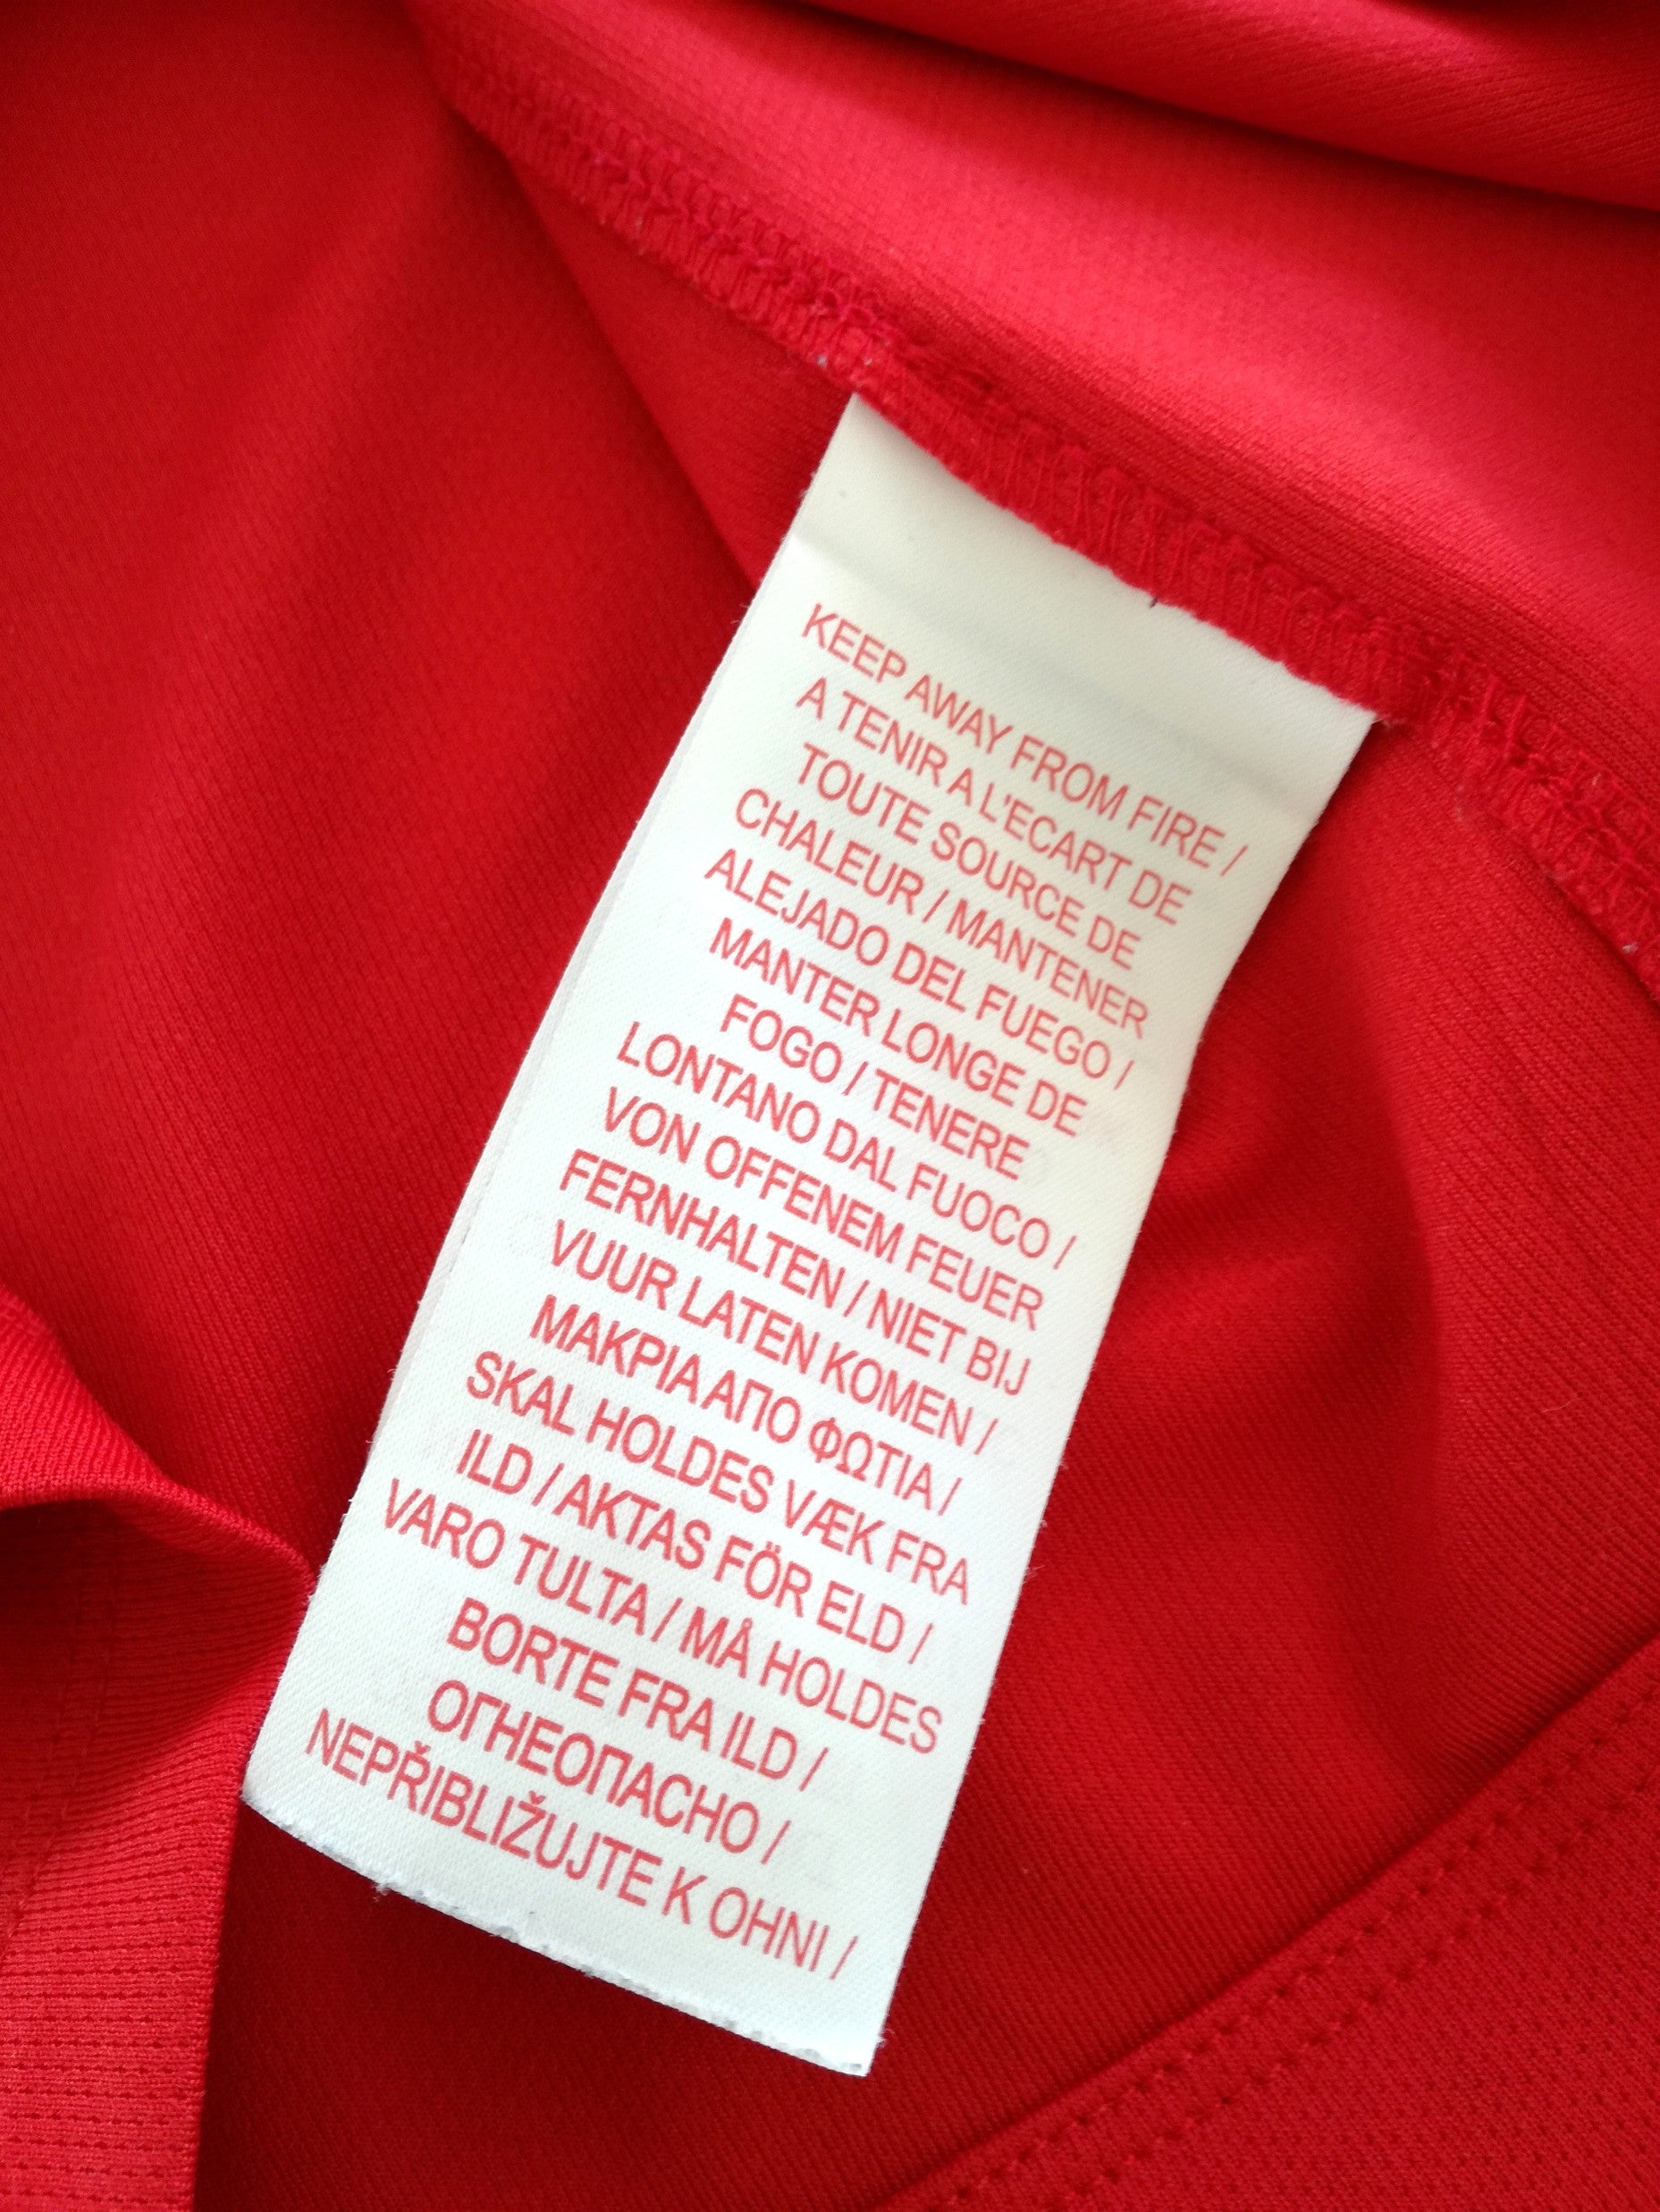 KEEP AWAY FROM FIRE /
A TENIR A L'ECART DE
TOUTE SOURCE DE
CHALEUR / MANTENER
ALEJADO DEL FUEGO /
MANTER LONGE DE
FOGO / TENERE
LONTANO DAL FUOCO /
VON OFFENEM FEUER
FERNHALTEN / NIET BIJ
VUUR LATEN KOMEN /
ΜΑΚΡΙΑ ΑΠΟ ΦΩΤΙΑ /
SKAL HOLDES VÆK FRA
ILD / AKTAS FÖR ELD /
VARO TULTA / MÅ HOLDES
BORTE FRA ILD /
ОГНЕОПАСНО /
NEPŘIBLIŽUJTE K OHNI /